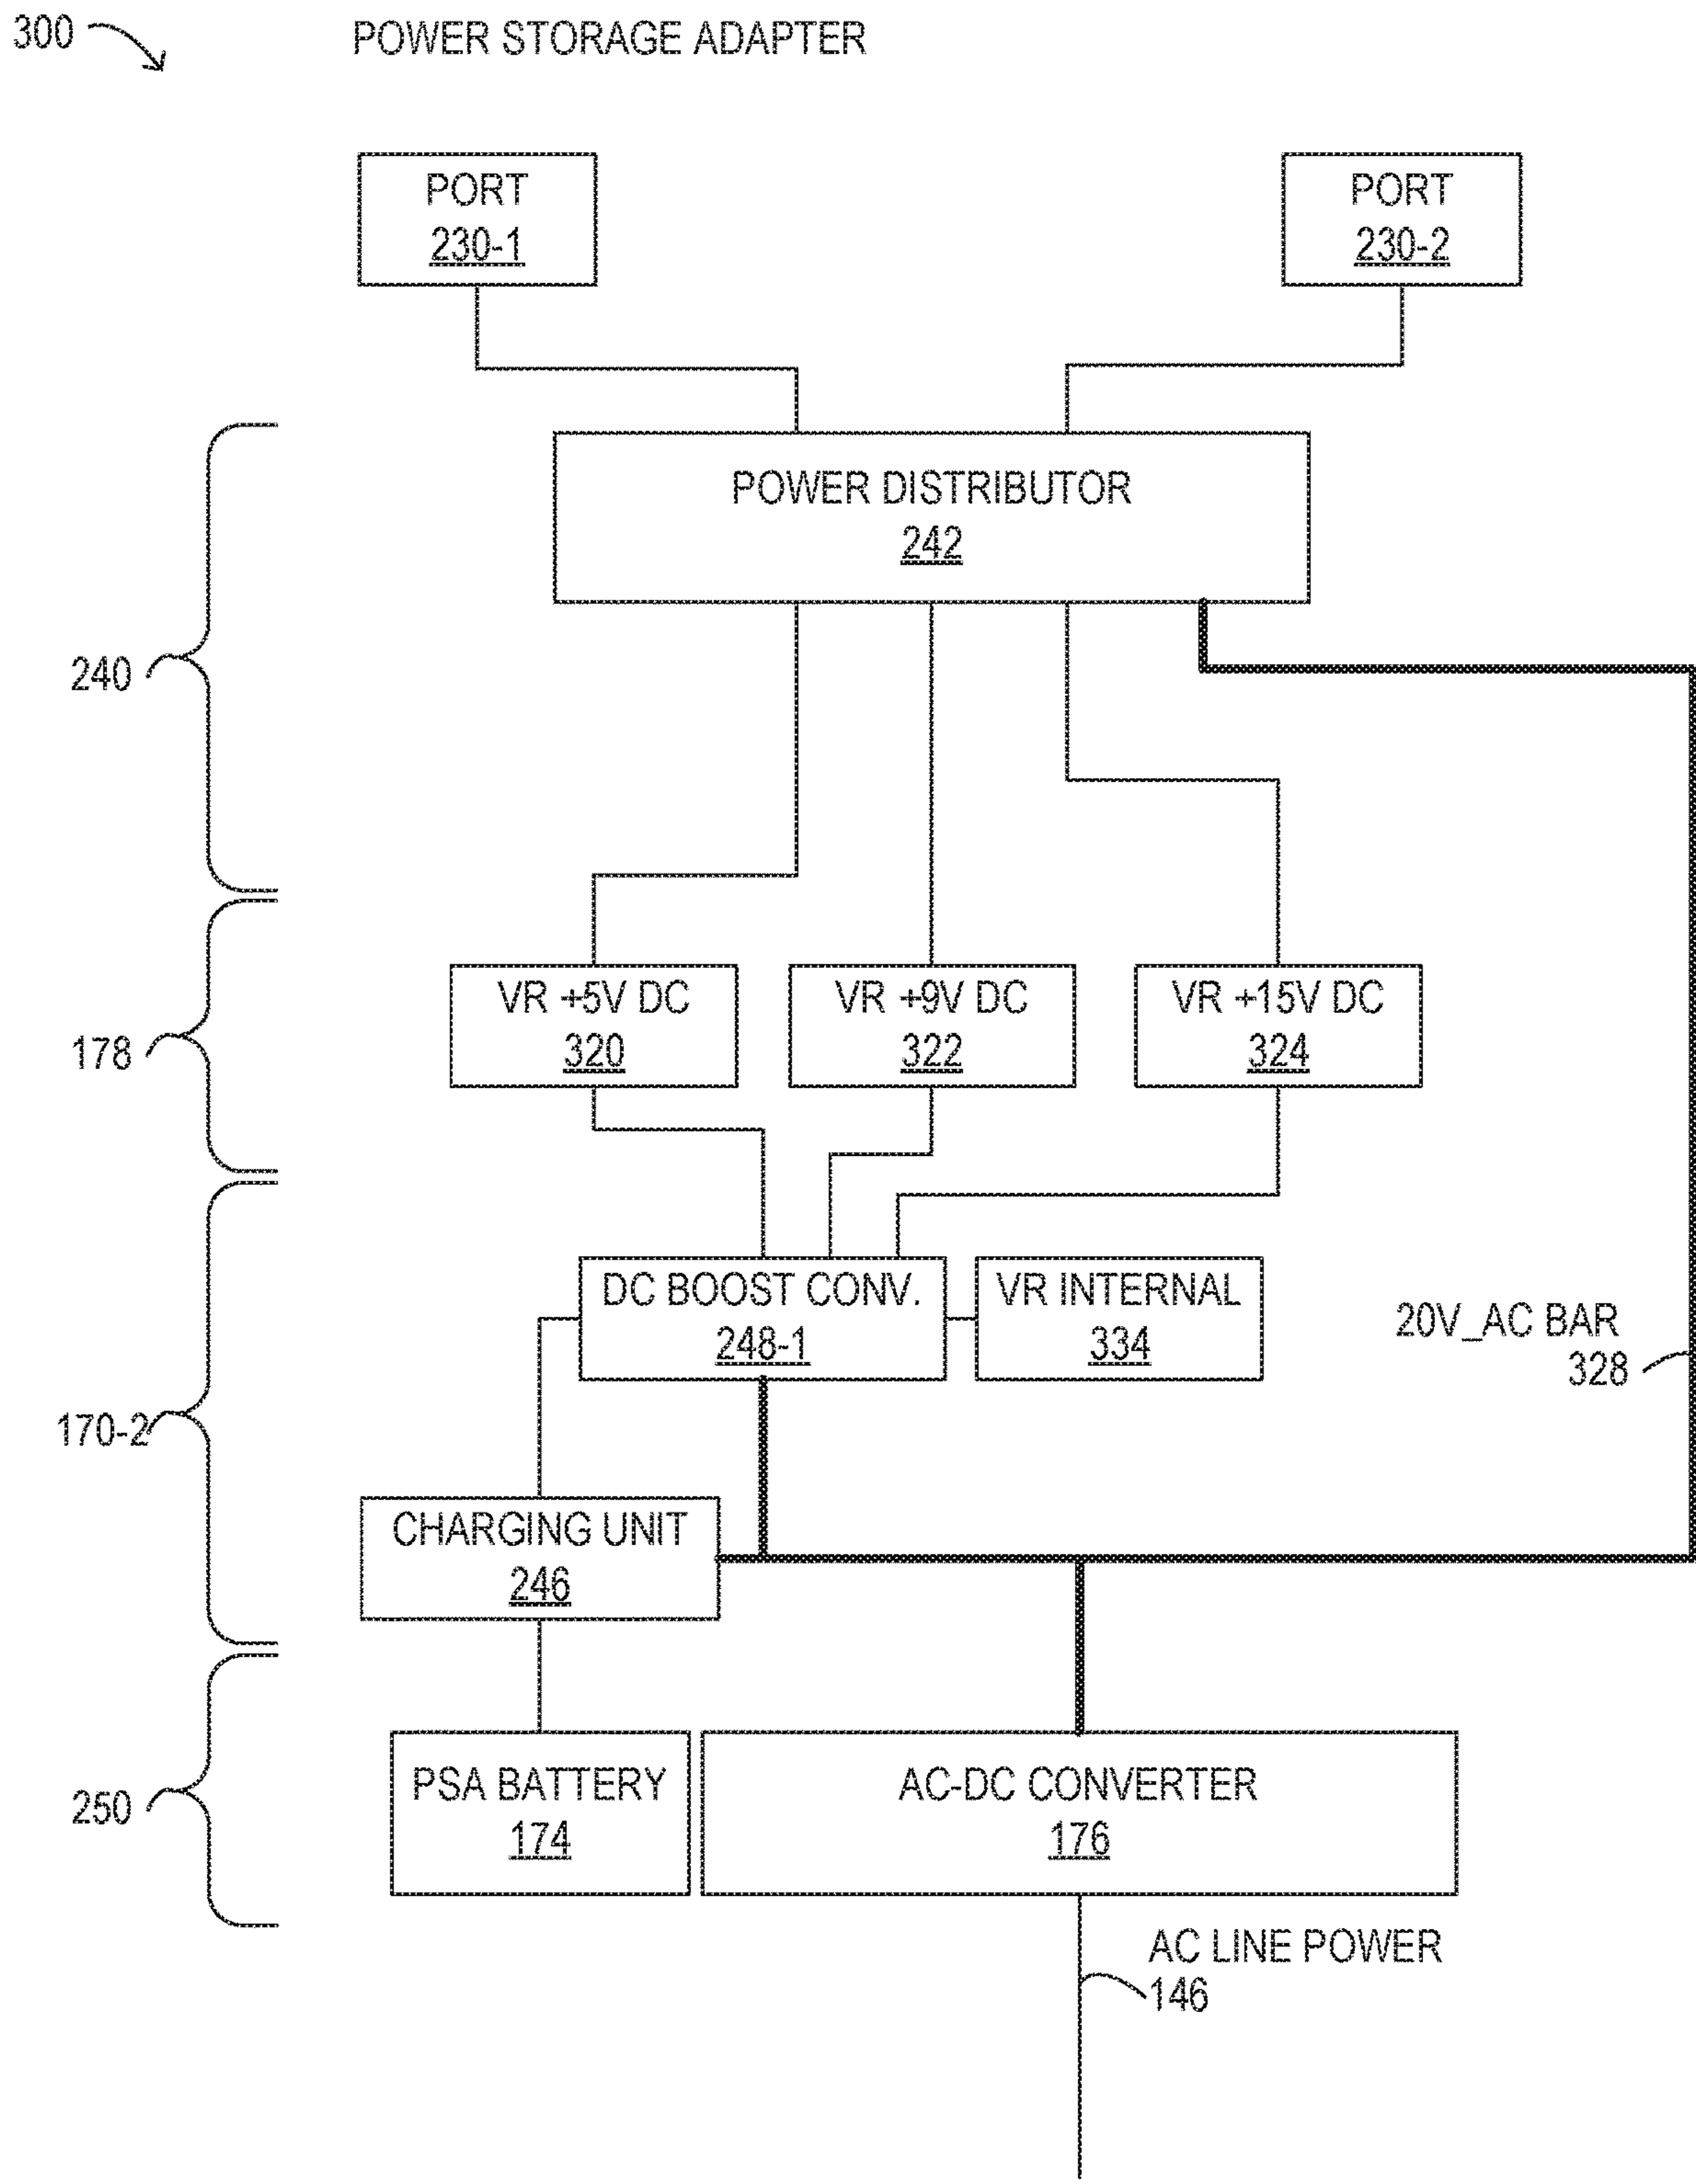 300
POWER STORAGE ADAPTER
PORT
230-1
PORT
230-2
POWER DISTRIBUTOR
242
240
VR +5V DC
320
VR +9V DC
322
VR +15V DC
324
178
DC BOOST CONV.
248-1
VR INTERNAL
334
20V_AC BAR
328
170-2
CHARGING UNIT
246
PSA BATTERY
174
AC-DC CONVERTER
176
250
AC LINE POWER
146